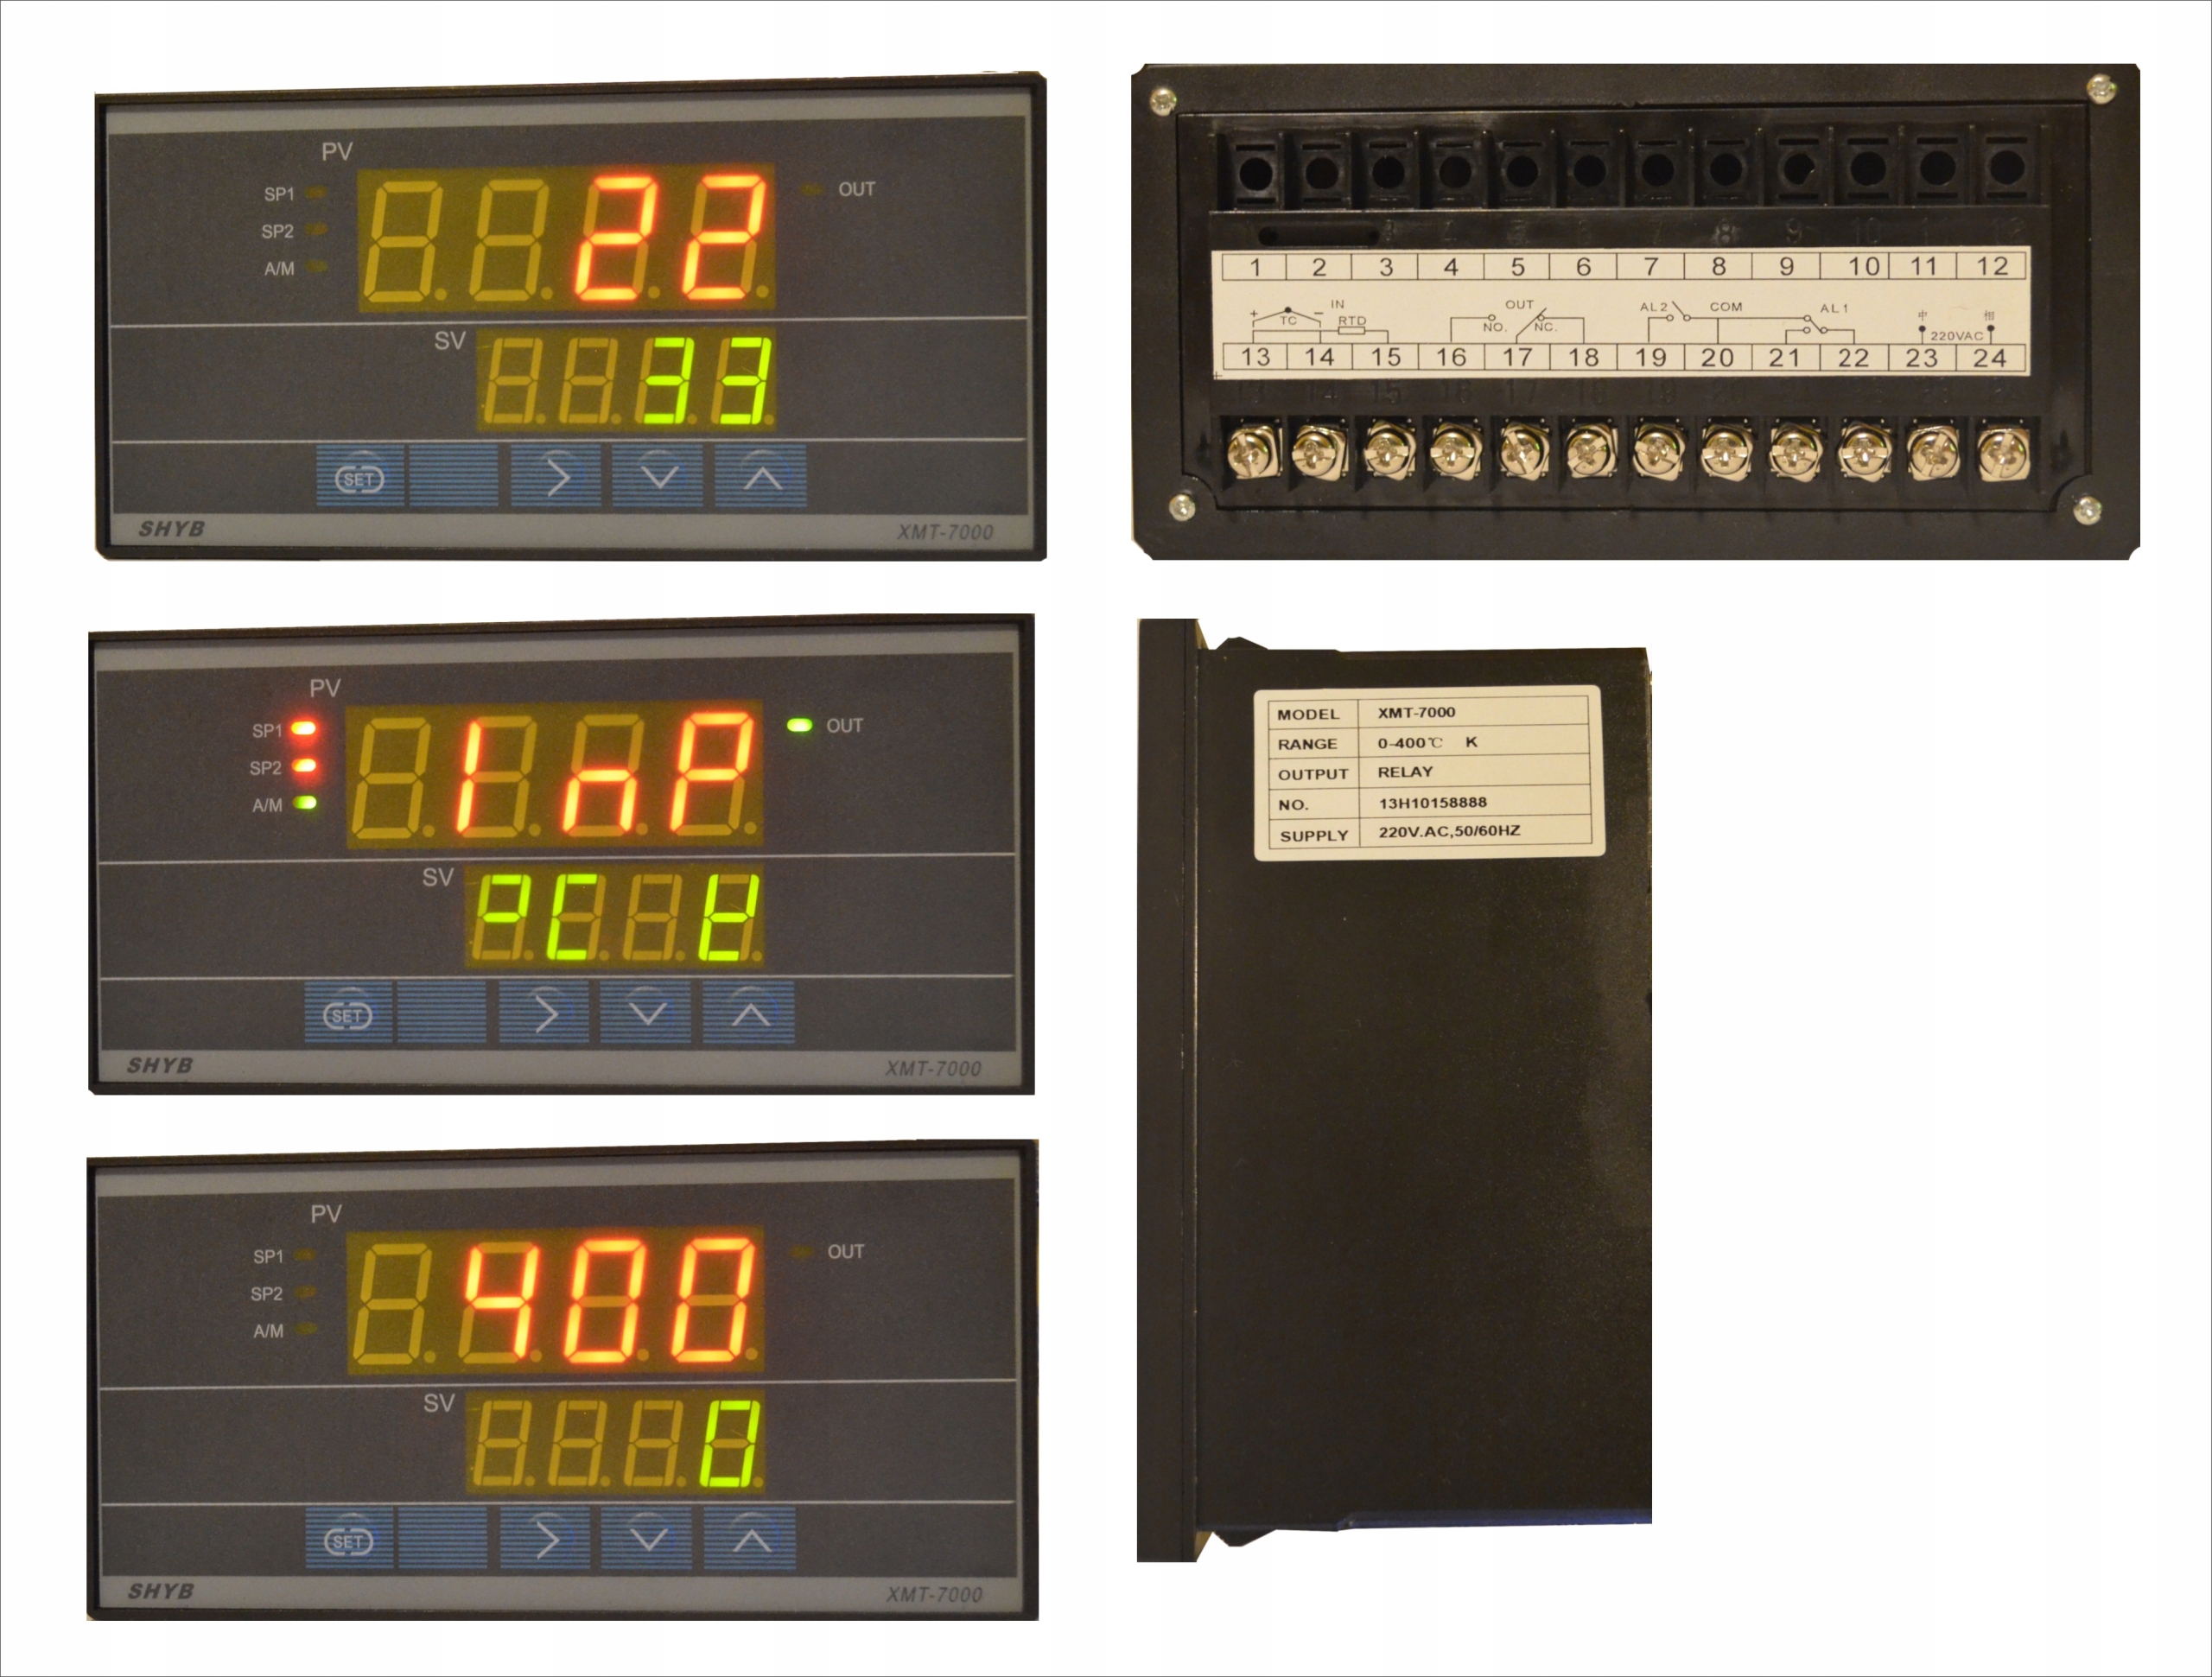 PV
SP1
SP2
A/M
22
OUT
SV
33
SET
SHYB XMT-7000
1 2 3 4 5 6 7 8 9 10 11 12
+ TC − IN RTD
OUT NO. NC.
AL2 COM AL1
中 相
220VAC
13 14 15 16 17 18 19 20 21 22 23 24
PV
SP1
SP2
A/M
InP
OUT
SV
SET
SHYB XMT-7000
MODEL XMT-7000
RANGE 0-400℃ K
OUTPUT RELAY
NO. 13H10158888
SUPPLY 220V.AC,50/60HZ
PV
SP1
SP2
A/M
400
OUT
SV
0
SET
SHYB XMT-7000